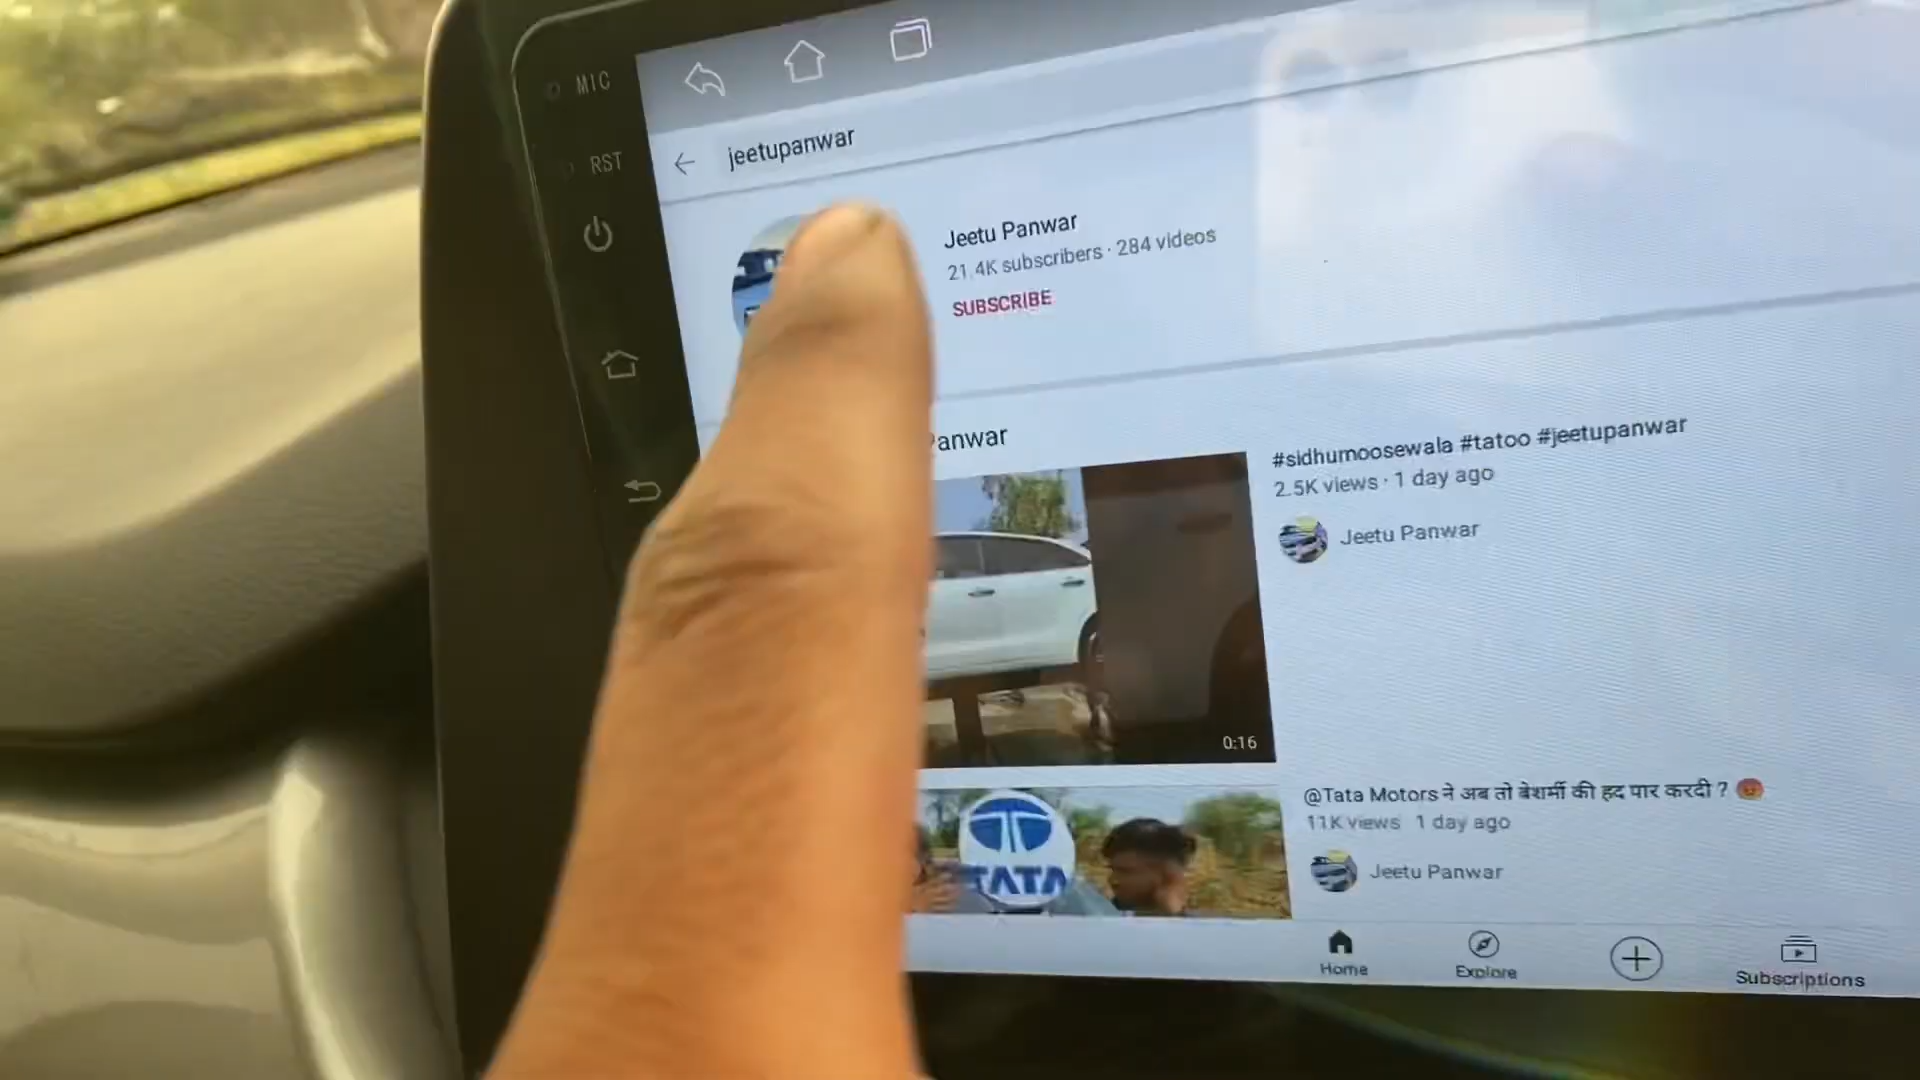 MIC
RST
jeetupanwar
Jeetu Panwar
21.4K subscribers · 284 videos
SUBSCRIBE
Panwar
#sidhumoosewala #tatoo #jeetupanwar
2.5K views · 1 day ago
Jeetu Panwar
0:16
@Tata Motors ने अब तो बेशर्मी की हद पार करदी ? 😡
11K views 1 day ago
Jeetu Panwar
TATA
Home
Explore
Subscriptions